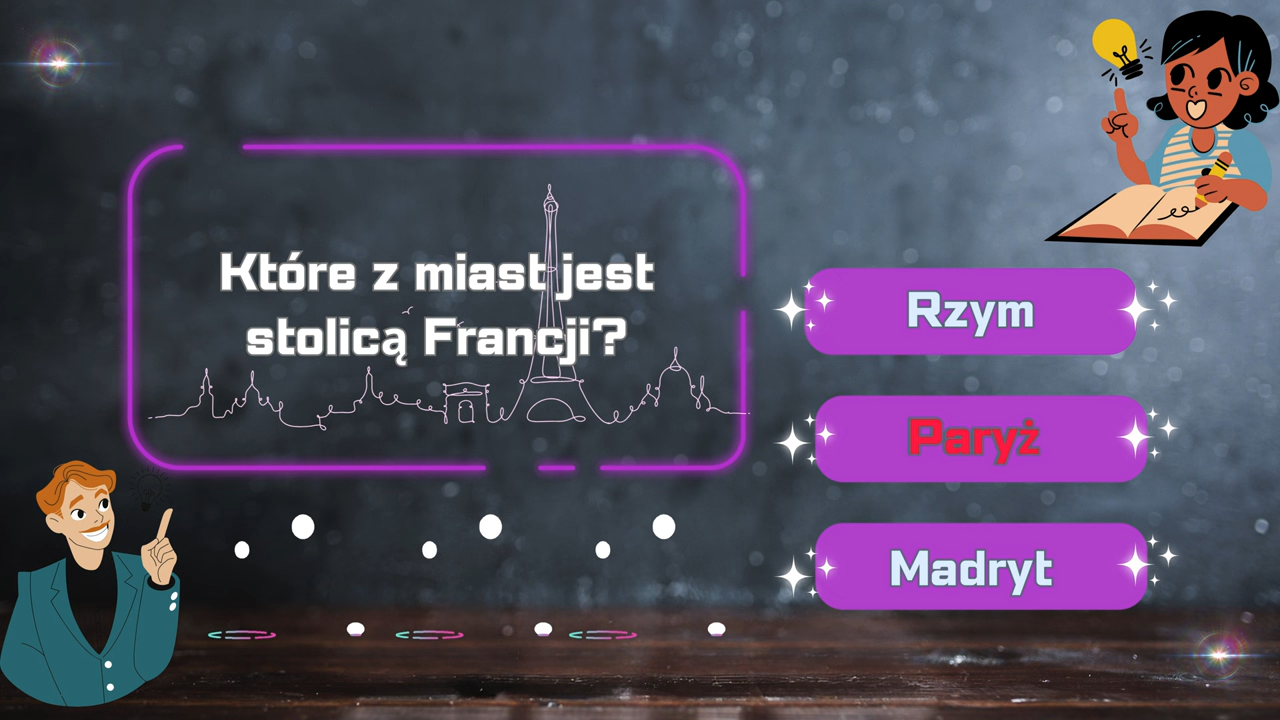 Które z miast jest
stolicą Francji?
Rzym
Paryż
Madryt